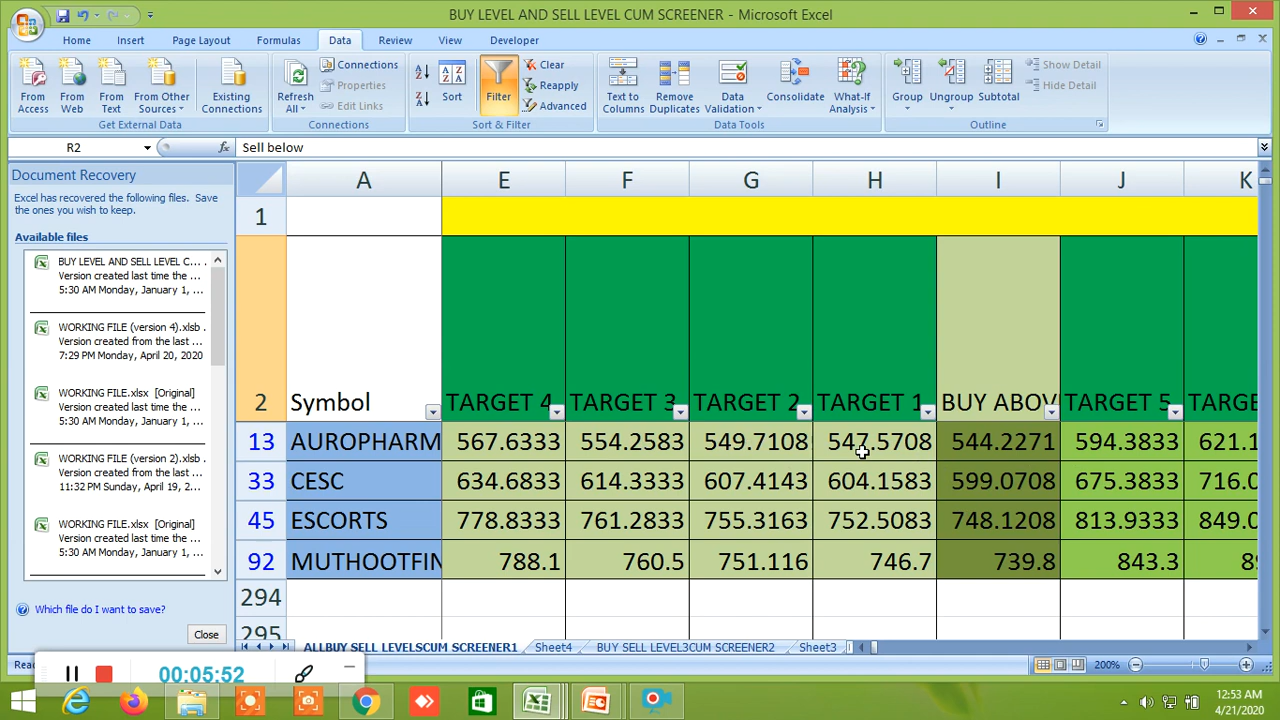 BUY LEVEL AND SELL LEVEL CUM SCREENER - Microsoft Excel
Home Insert Page Layout Formulas Data Review View Developer
From Access
From Web
From Text
From Other Sources
Existing Connections
Get External Data
Refresh All
Connections
Properties
Edit Links
Connections
Sort
Filter
Clear
Reapply
Advanced
Sort & Filter
Text to Columns
Remove Duplicates
Data Validation
Consolidate
What-If Analysis
Data Tools
Group
Ungroup
Subtotal
Show Detail
Hide Detail
Outline
R2 fx Sell below
Document Recovery
Excel has recovered the following files. Save
the ones you wish to keep.
Available files
BUY LEVEL AND SELL LEVEL C... .
Version created last time the ...
5:30 AM Monday, January 1, ...
WORKING FILE (version 4).xlsb .
Version created from the last ...
7:29 PM Monday, April 20, 2020
WORKING FILE.xlsx [Original]
Version created last time the ...
5:30 AM Monday, January 1, ...
WORKING FILE (version 2).xlsb .
Version created from the last ...
11:32 PM Sunday, April 19, 2...
WORKING FILE.xlsx [Original]
Version created last time the ...
5:30 AM Monday, January 1, ...
Which file do I want to save?
Close
A E F G H I J K
1
2 Symbol TARGET 4 TARGET 3 TARGET 2 TARGET 1 BUY ABOV TARGET 5 TARGE
13 AUROPHARM 567.6333 554.2583 549.7108 547.5708 544.2271 594.3833 621.1
33 CESC 634.6833 614.3333 607.4143 604.1583 599.0708 675.3833 716.0
45 ESCORTS 778.8333 761.2833 755.3163 752.5083 748.1208 813.9333 849.0
92 MUTHOOTFIN 788.1 760.5 751.116 746.7 739.8 843.3 89
294
295
ALLBUY SELL LEVELSCUM SCREENER1 Sheet4 BUY SELL LEVEL3CUM SCREENER2 Sheet3
Rea
00:05:52
200%
12:53 AM
4/21/2020